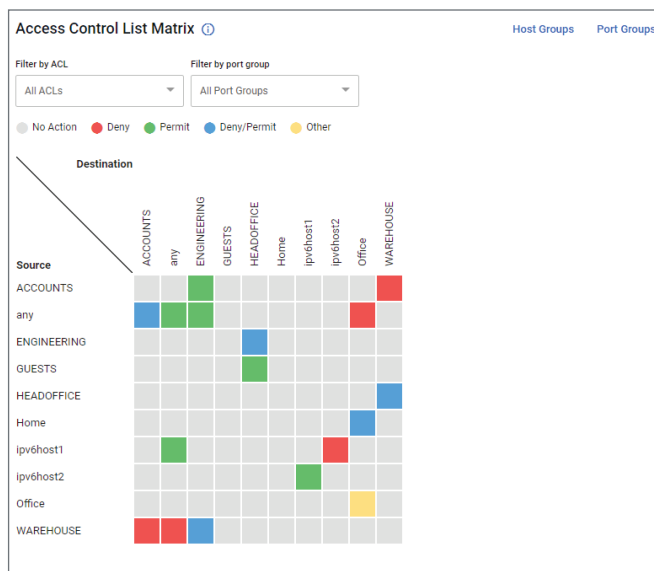 Access Control List Matrix
Host Groups Port Groups
Filter by ACL Filter by port group
All ACLs All Port Groups
No Action Deny Permit Deny/Permit Other
Destination
ACCOUNTS any ENGINEERING GUESTS HEADOFFICE Home ipv6host1 ipv6host2 Office WAREHOUSE
Source
ACCOUNTS
any
ENGINEERING
GUESTS
HEADOFFICE
Home
ipv6host1
ipv6host2
Office
WAREHOUSE